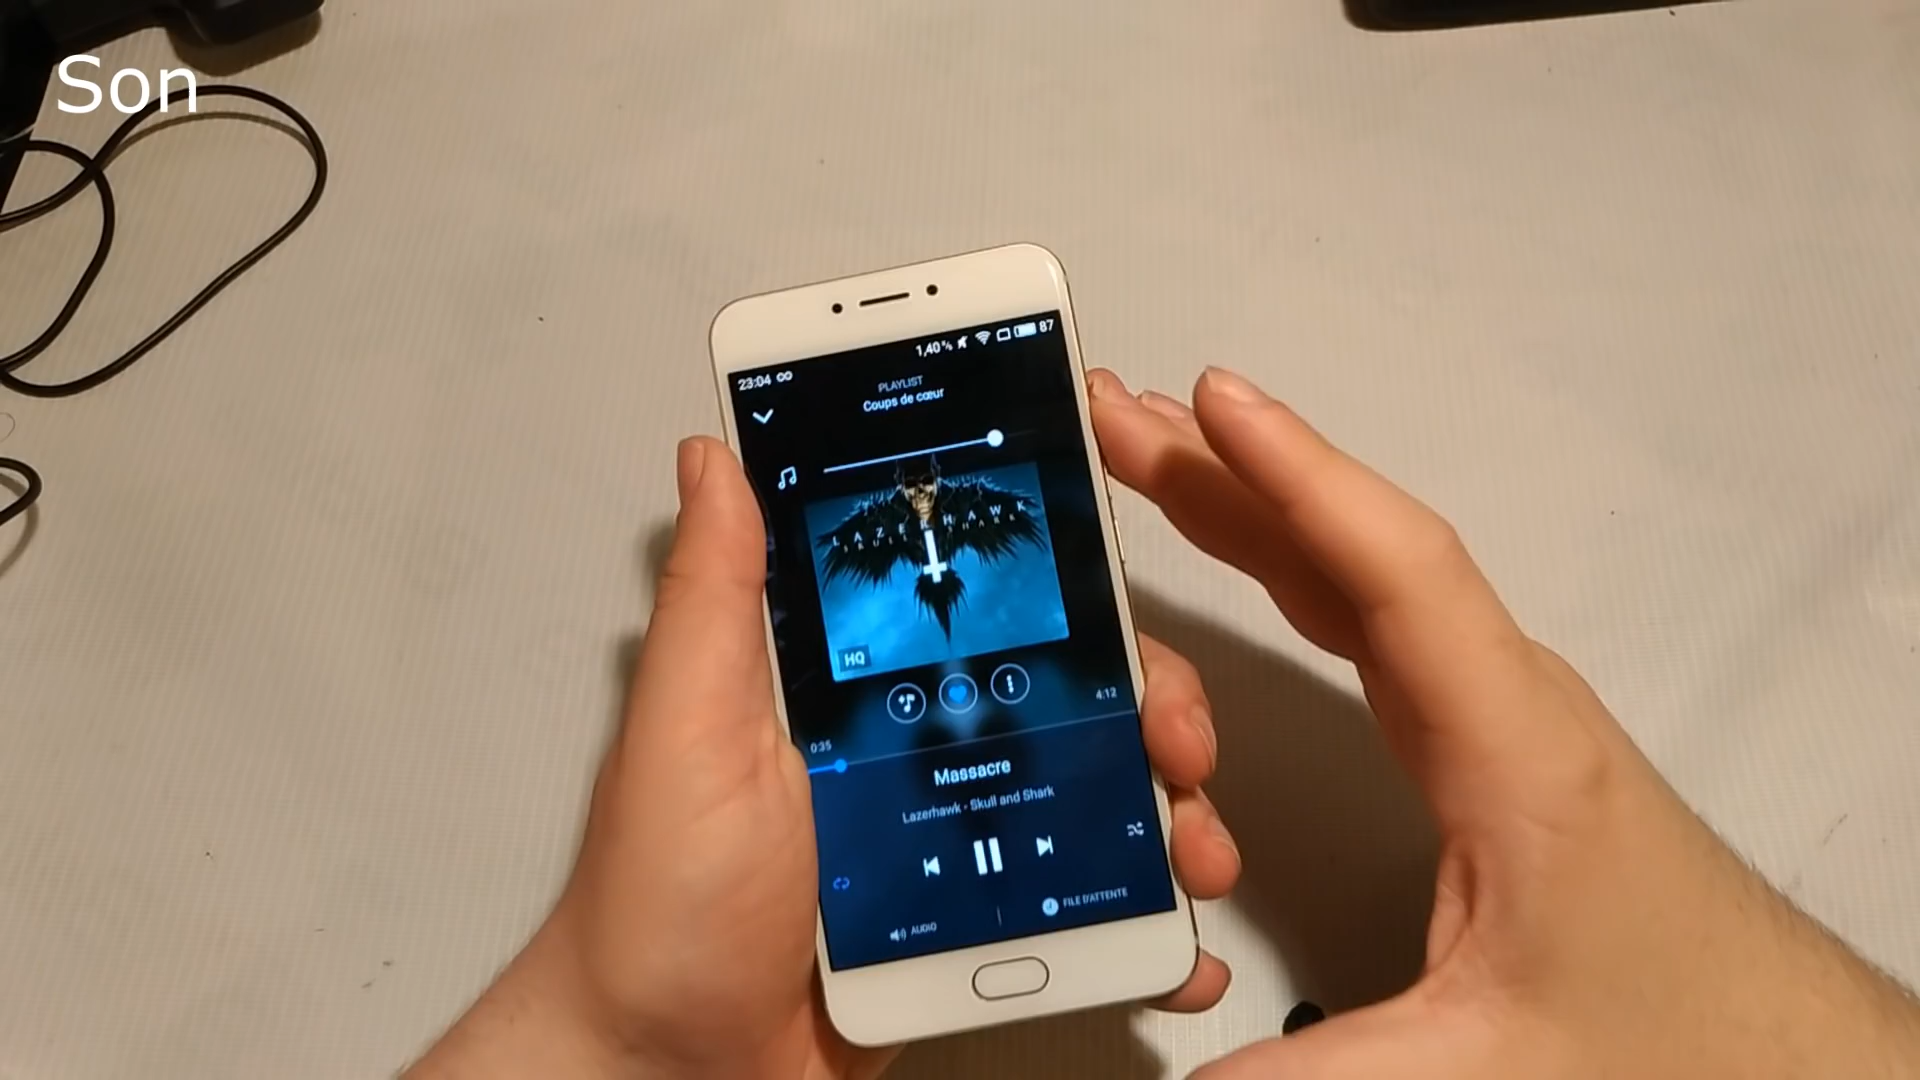 Son
23:04
1,40%
87
PLAYLIST
Coups de cœur
LAZERHAWK
SKULL SHARK
HQ
0:35
4:12
Massacre
Lazerhawk - Skull and Shark
AUDIO
FILE D'ATTENTE